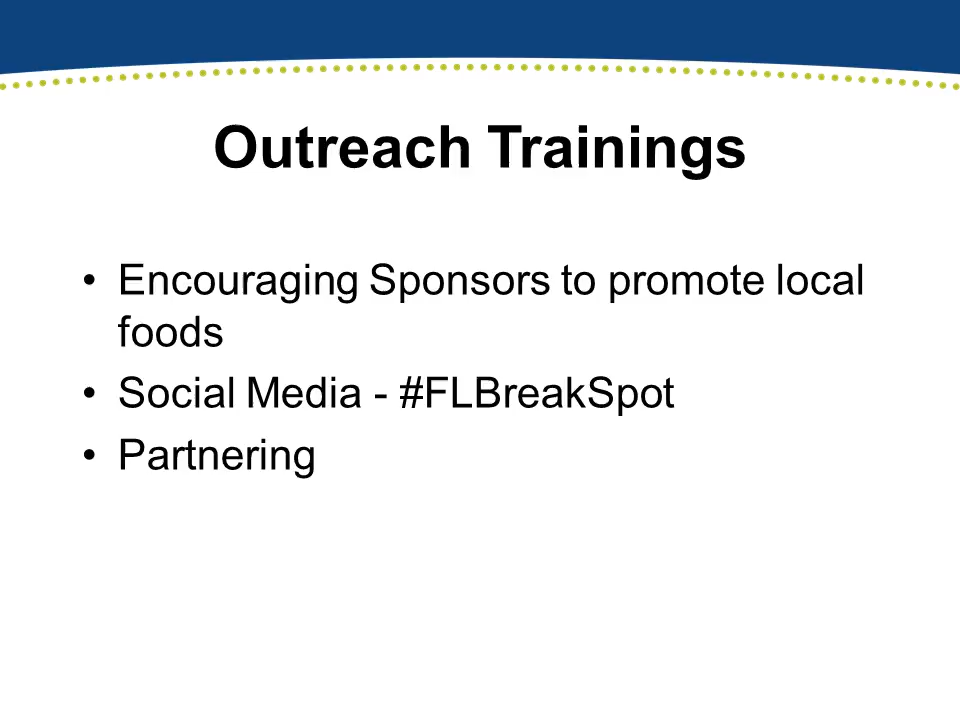 Outreach Trainings
• Encouraging Sponsors to promote local
foods
• Social Media - #FLBreakSpot
• Partnering